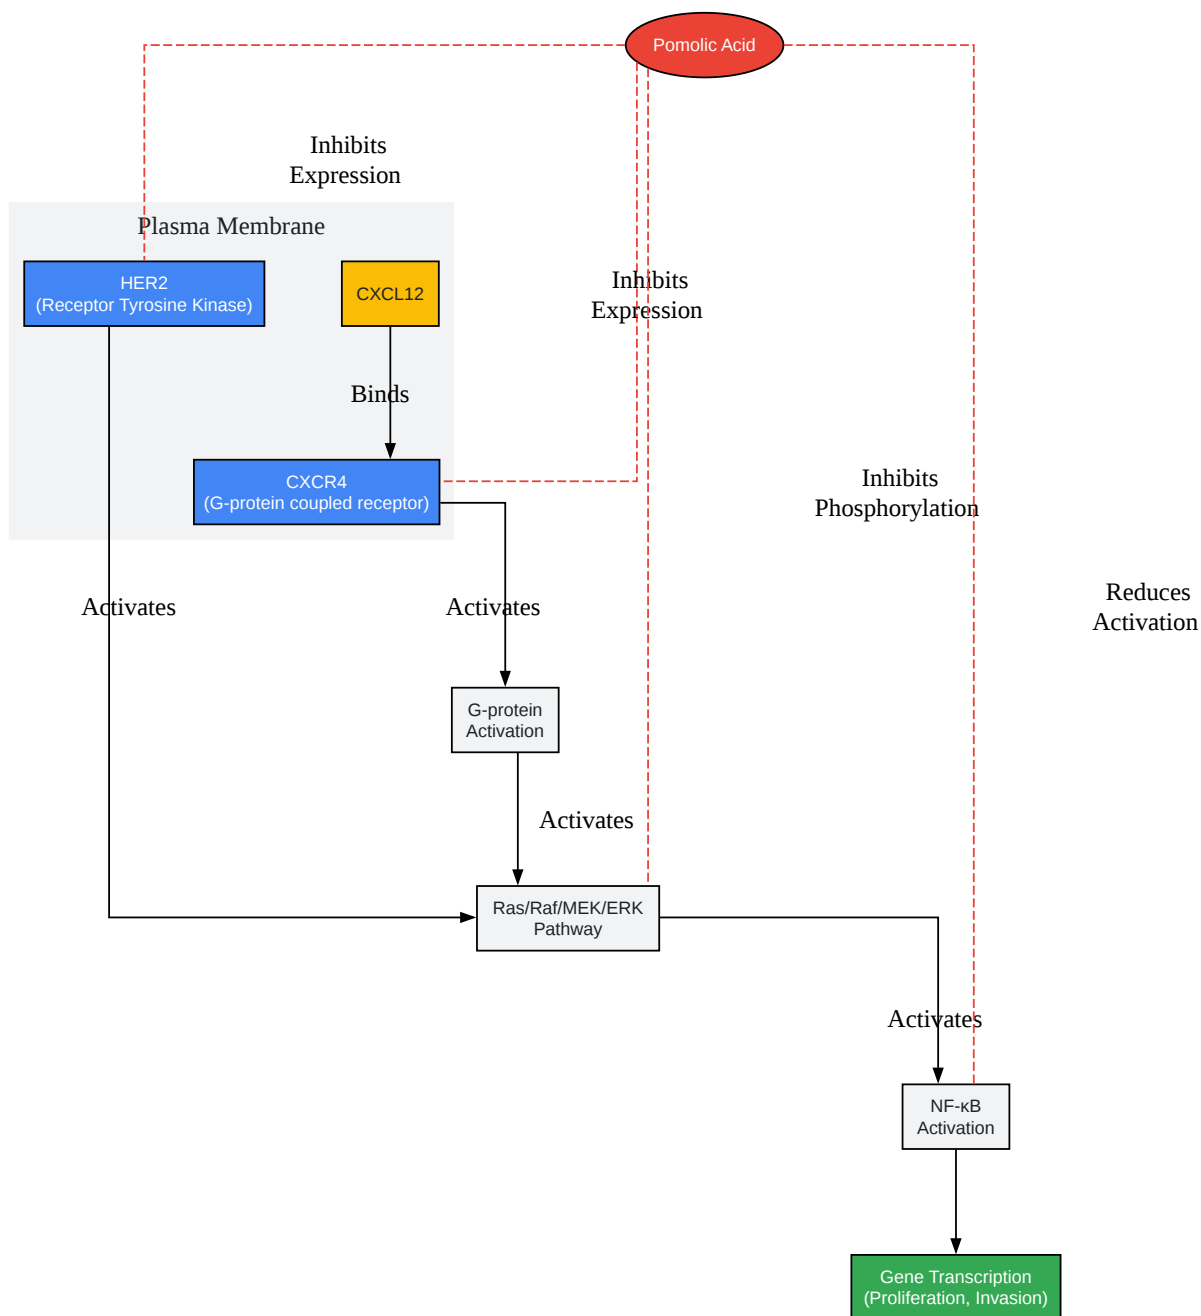 Pomolic Acid
Inhibits
Expression
Plasma Membrane
HER2
(Receptor Tyrosine Kinase)
CXCL12
Inhibits
Expression
Binds
CXCR4
(G-protein coupled receptor)
Inhibits
Phosphorylation
Reduces
Activation
Activates
Activates
G-protein
Activation
Activates
Ras/Raf/MEK/ERK
Pathway
Activates
NF-κB
Activation
Gene Transcription
(Proliferation, Invasion)